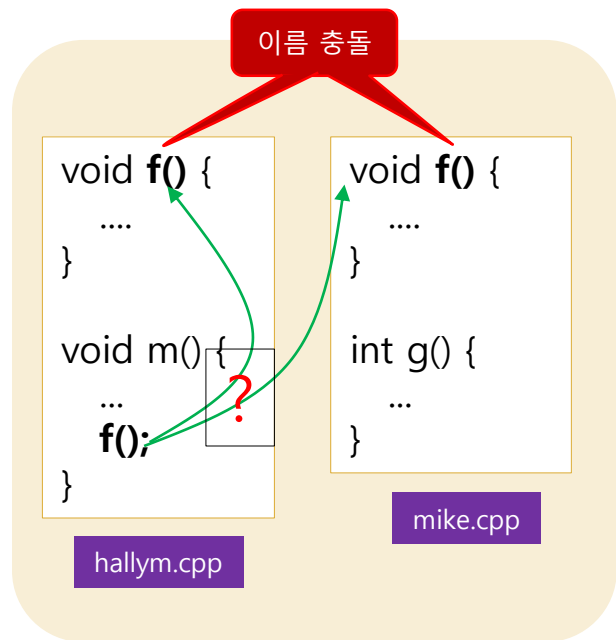 이름 충돌
void f() {
....
}
void m() {
...
f();
}
?
hallym.cpp
void f() {
....
}
int g() {
...
}
mike.cpp